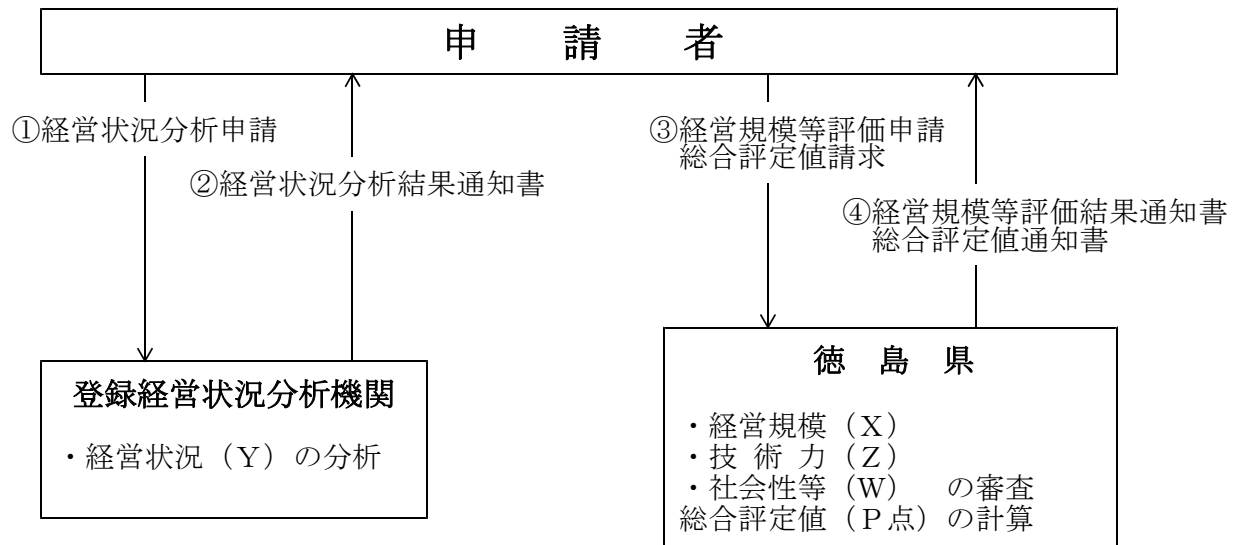 申 請 者
①経営状況分析申請
②経営状況分析結果通知書
③経営規模等評価申請
総合評定値請求
④経営規模等評価結果通知書
総合評定値通知書
登録経営状況分析機関
・経営状況（Y）の分析
徳 島 県
・経営規模（X）
・技 術 力（Z）
・社会性等（W） の審査
総合評定値（P点）の計算